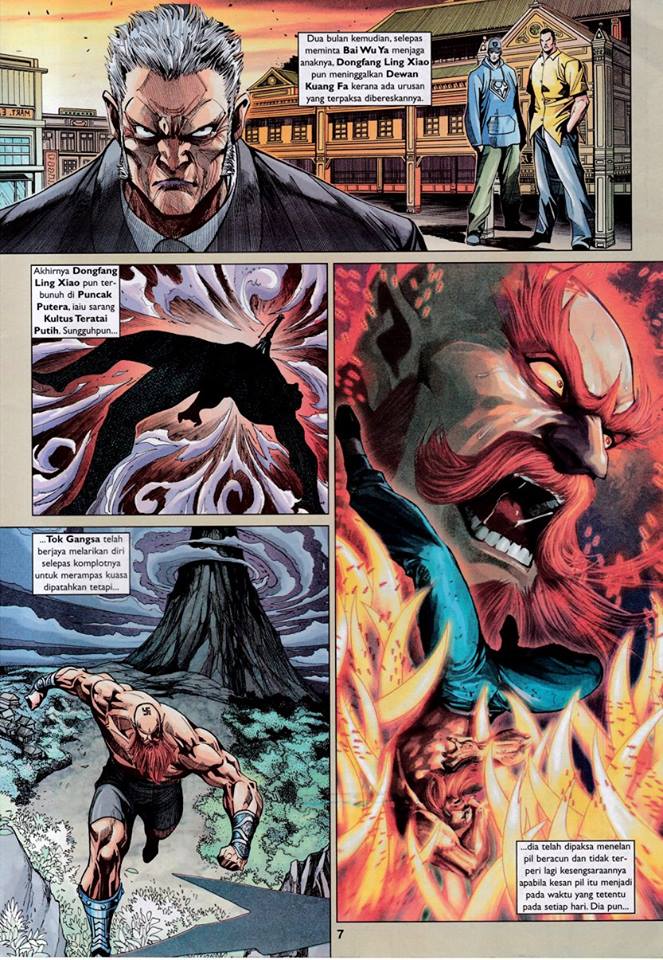 Dua bulan kemudian, selepas
meminta Bai Wu Ya menjaga
anaknya, Dongfang Ling Xiao
pun meninggalkan Dewan
Kuang Fa kerana ada urusan
yang terpaksa dibereskannya.
Akhirnya Dongfang
Ling Xiao pun ter-
bunuh di Puncak
Putera, iaiu sarang
Kultus Teratai
Putih. Sungguhpun...
...Tok Gangsa telah
berjaya melarikan diri
selepas komplotnya
untuk merampas kuasa
dipatahkan tetapi...
...dia telah dipaksa menelan
pil beracun dan tidak ter-
peri lagi kesengsaraannya
apabila kesan pil itu menjadi
pada waktu yang tetentu
pada setiap hari. Dia pun...
7